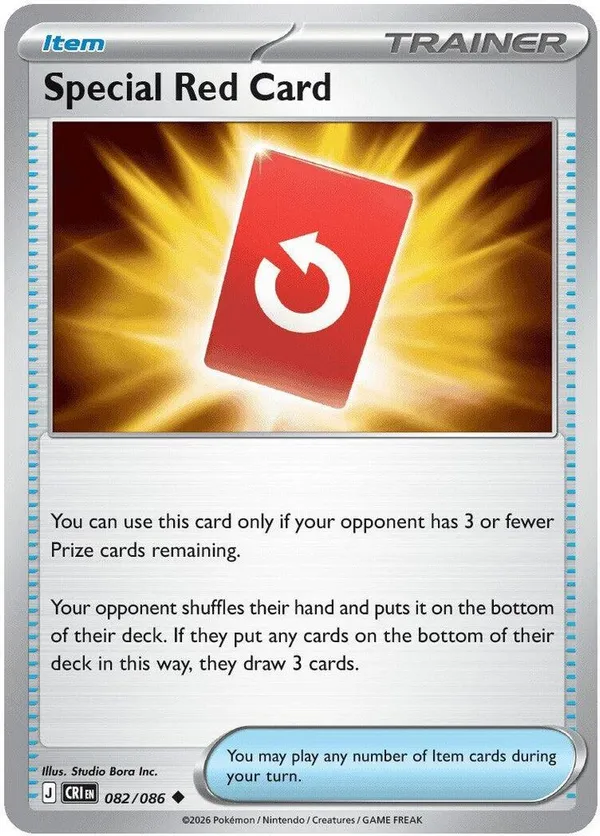 Item
TRAINER
Special Red Card
You can use this card only if your opponent has 3 or fewer
Prize cards remaining.
Your opponent shuffles their hand and puts it on the bottom
of their deck. If they put any cards on the bottom of their
deck in this way, they draw 3 cards.
You may play any number of Item cards during
your turn.
Illus. Studio Bora Inc.
J CRI EN 082/086 ◆
©2026 Pokémon / Nintendo / Creatures / GAME FREAK